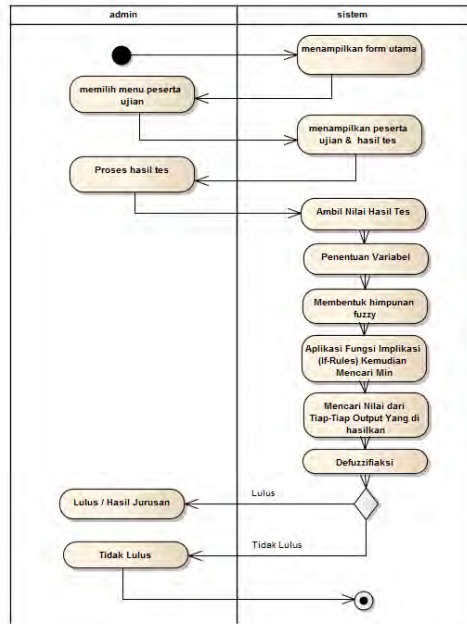 admin
sistem
menampilkan form utama
memilih menu peserta
ujian
menampilkan peserta
ujian & hasil tes
Proses hasil tes
Ambil Nilai Hasil Tes
Penentuan Variabel
Membentuk himpunan
fuzzy
Aplikasi Fungsi Implikasi
(If-Rules) Kemudian
Mencari Min
Mencari Nilai dari
Tiap-Tiap Output Yang di
hasilkan
Defuzzifiaksi
Lulus
Lulus / Hasil Jurusan
Tidak Lulus
Tidak Lulus